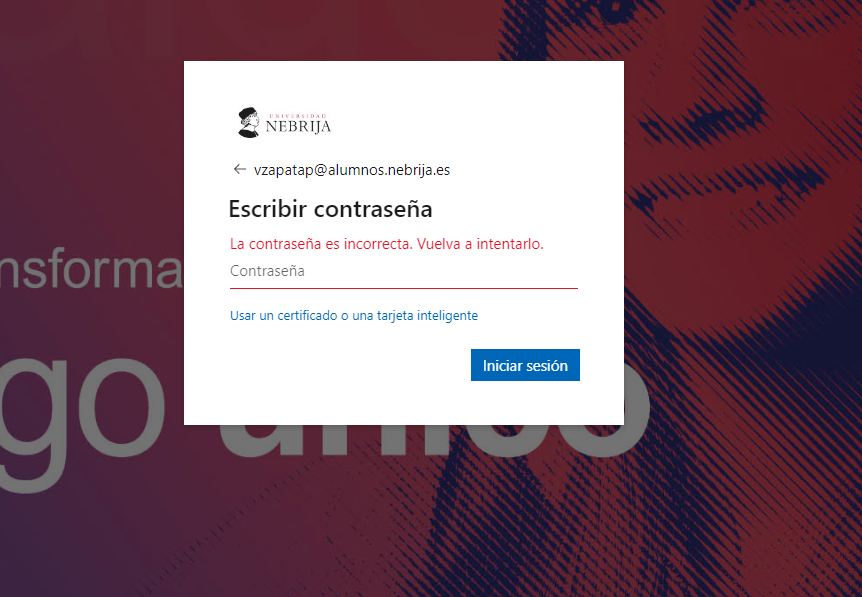 UNIVERSIDAD
NEBRIJA
← vzapatap@alumnos.nebrija.es
Escribir contraseña
La contraseña es incorrecta. Vuelva a intentarlo.
Contraseña
Usar un certificado o una tarjeta inteligente
Iniciar sesión
nsforma
go único